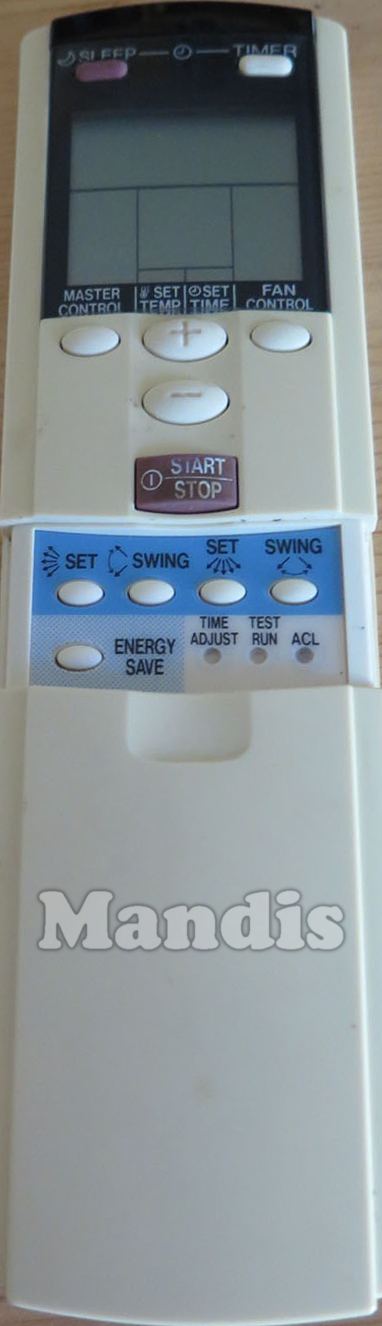 SLEEP TIMER
MASTER CONTROL
SET TEMP.
SET TIME
FAN CONTROL
+
−
START
STOP
SET SWING SET SWING
ENERGY SAVE
TIME ADJUST
TEST RUN
ACL
Mandis